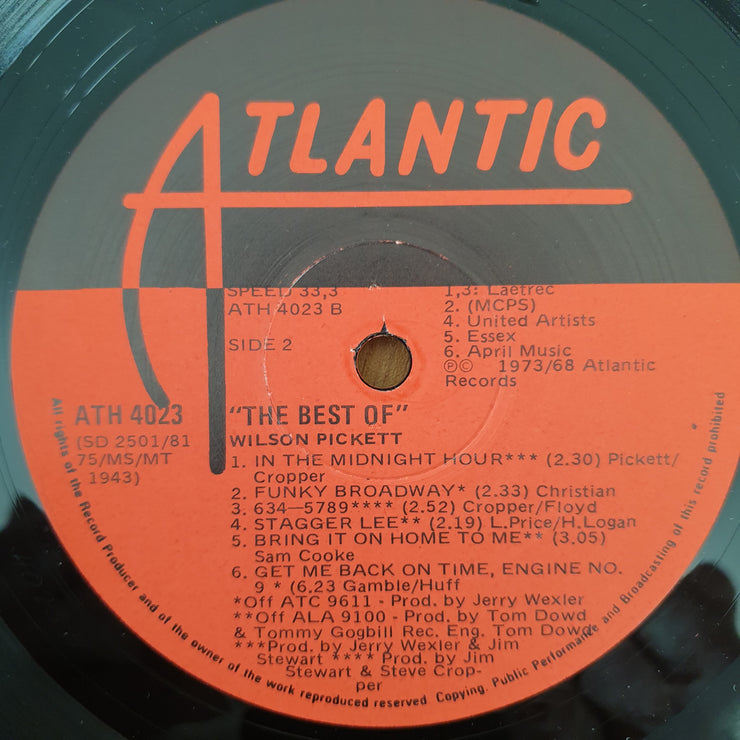 ATLANTIC
SPEED 33,3
ATH 4023 B
SIDE 2
1,3: Laetrec
2. (MCPS)
4. United Artists
5. Essex
6. April Music
Ⓟ© 1973/68 Atlantic
Records
ATH 4023
(SD 2501/81
75/MS/MT
1943)
"THE BEST OF"
WILSON PICKETT
1. IN THE MIDNIGHT HOUR*** (2.30) Pickett/
Cropper
2. FUNKY BROADWAY* (2.33) Christian
3. 634—5789**** (2.52) Cropper/Floyd
4. STAGGER LEE** (2.19) L.Price/H.Logan
5. BRING IT ON HOME TO ME** (3.05)
Sam Cooke
6. GET ME BACK ON TIME, ENGINE NO.
9 * (6.23 Gamble/Huff
*Off ATC 9611 - Prod. by Jerry Wexler
**Off ALA 9100 - Prod. by Tom Dowd
& Tommy Gogbill Rec. Eng. Tom Dowd
***Prod. by Jerry Wexler & Jim
Stewart **** Prod. by Jim
Stewart & Steve Crop-
per
All rights of the Record Producer and of the owner of the work reproduced reserved. Copying, Public Performance and Broadcasting of this record prohibited